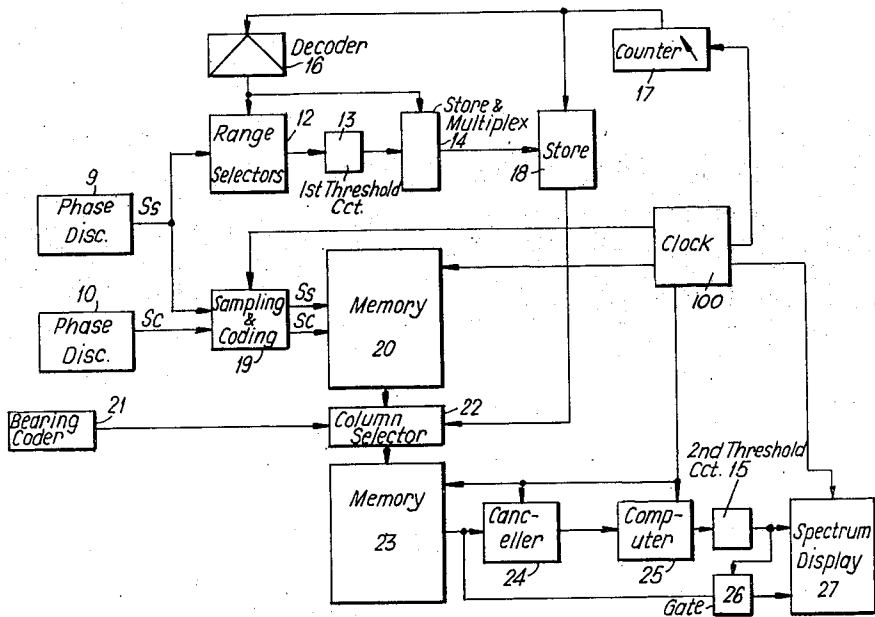 Decoder
16
Counter
17
Range
Selectors
12
13
1st Threshold
Cct.
Store &
Multiplex
14
Store
18
9
Phase
Disc.
Ss
10
Phase
Disc.
Sc
Sampling
&
Coding
19
Ss
Sc
Memory
20
Clock
100
21
Bearing
Coder
Column
Selector
22
Memory
23
Canc-
eller
24
Comp-
uter
25
2nd Threshold
Cct. 15
Gate
26
Spectrum
Display
27